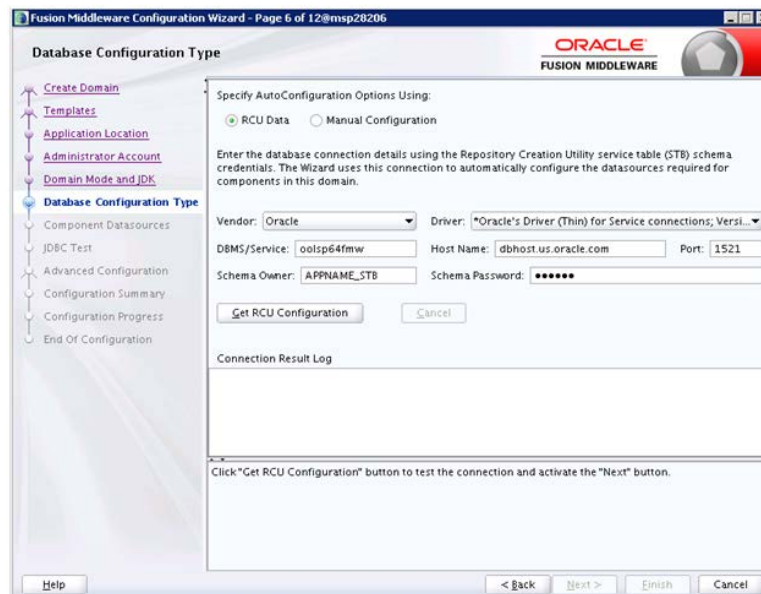 Fusion Middleware Configuration Wizard - Page 6 of 12@msp28206
Database Configuration Type
ORACLE
FUSION MIDDLEWARE
Create Domain
Templates
Application Location
Administrator Account
Domain Mode and JDK
Database Configuration Type
Component Datasources
JDBC Test
Advanced Configuration
Configuration Summary
Configuration Progress
End Of Configuration
Specify AutoConfiguration Options Using:
RCU Data Manual Configuration
Enter the database connection details using the Repository Creation Utility service table (STB) schema
credentials. The Wizard uses this connection to automatically configure the datasources required for
components in this domain.
Vendor: Oracle Driver: *Oracle's Driver (Thin) for Service connections; Versi...
DBMS/Service: oolsp64fmw Host Name: dbhost.us.oracle.com Port: 1521
Schema Owner: APPNAME_STB Schema Password: ••••••
Get RCU Configuration Cancel
Connection Result Log
Click "Get RCU Configuration" button to test the connection and activate the "Next" button.
Help < Back Next > Finish Cancel